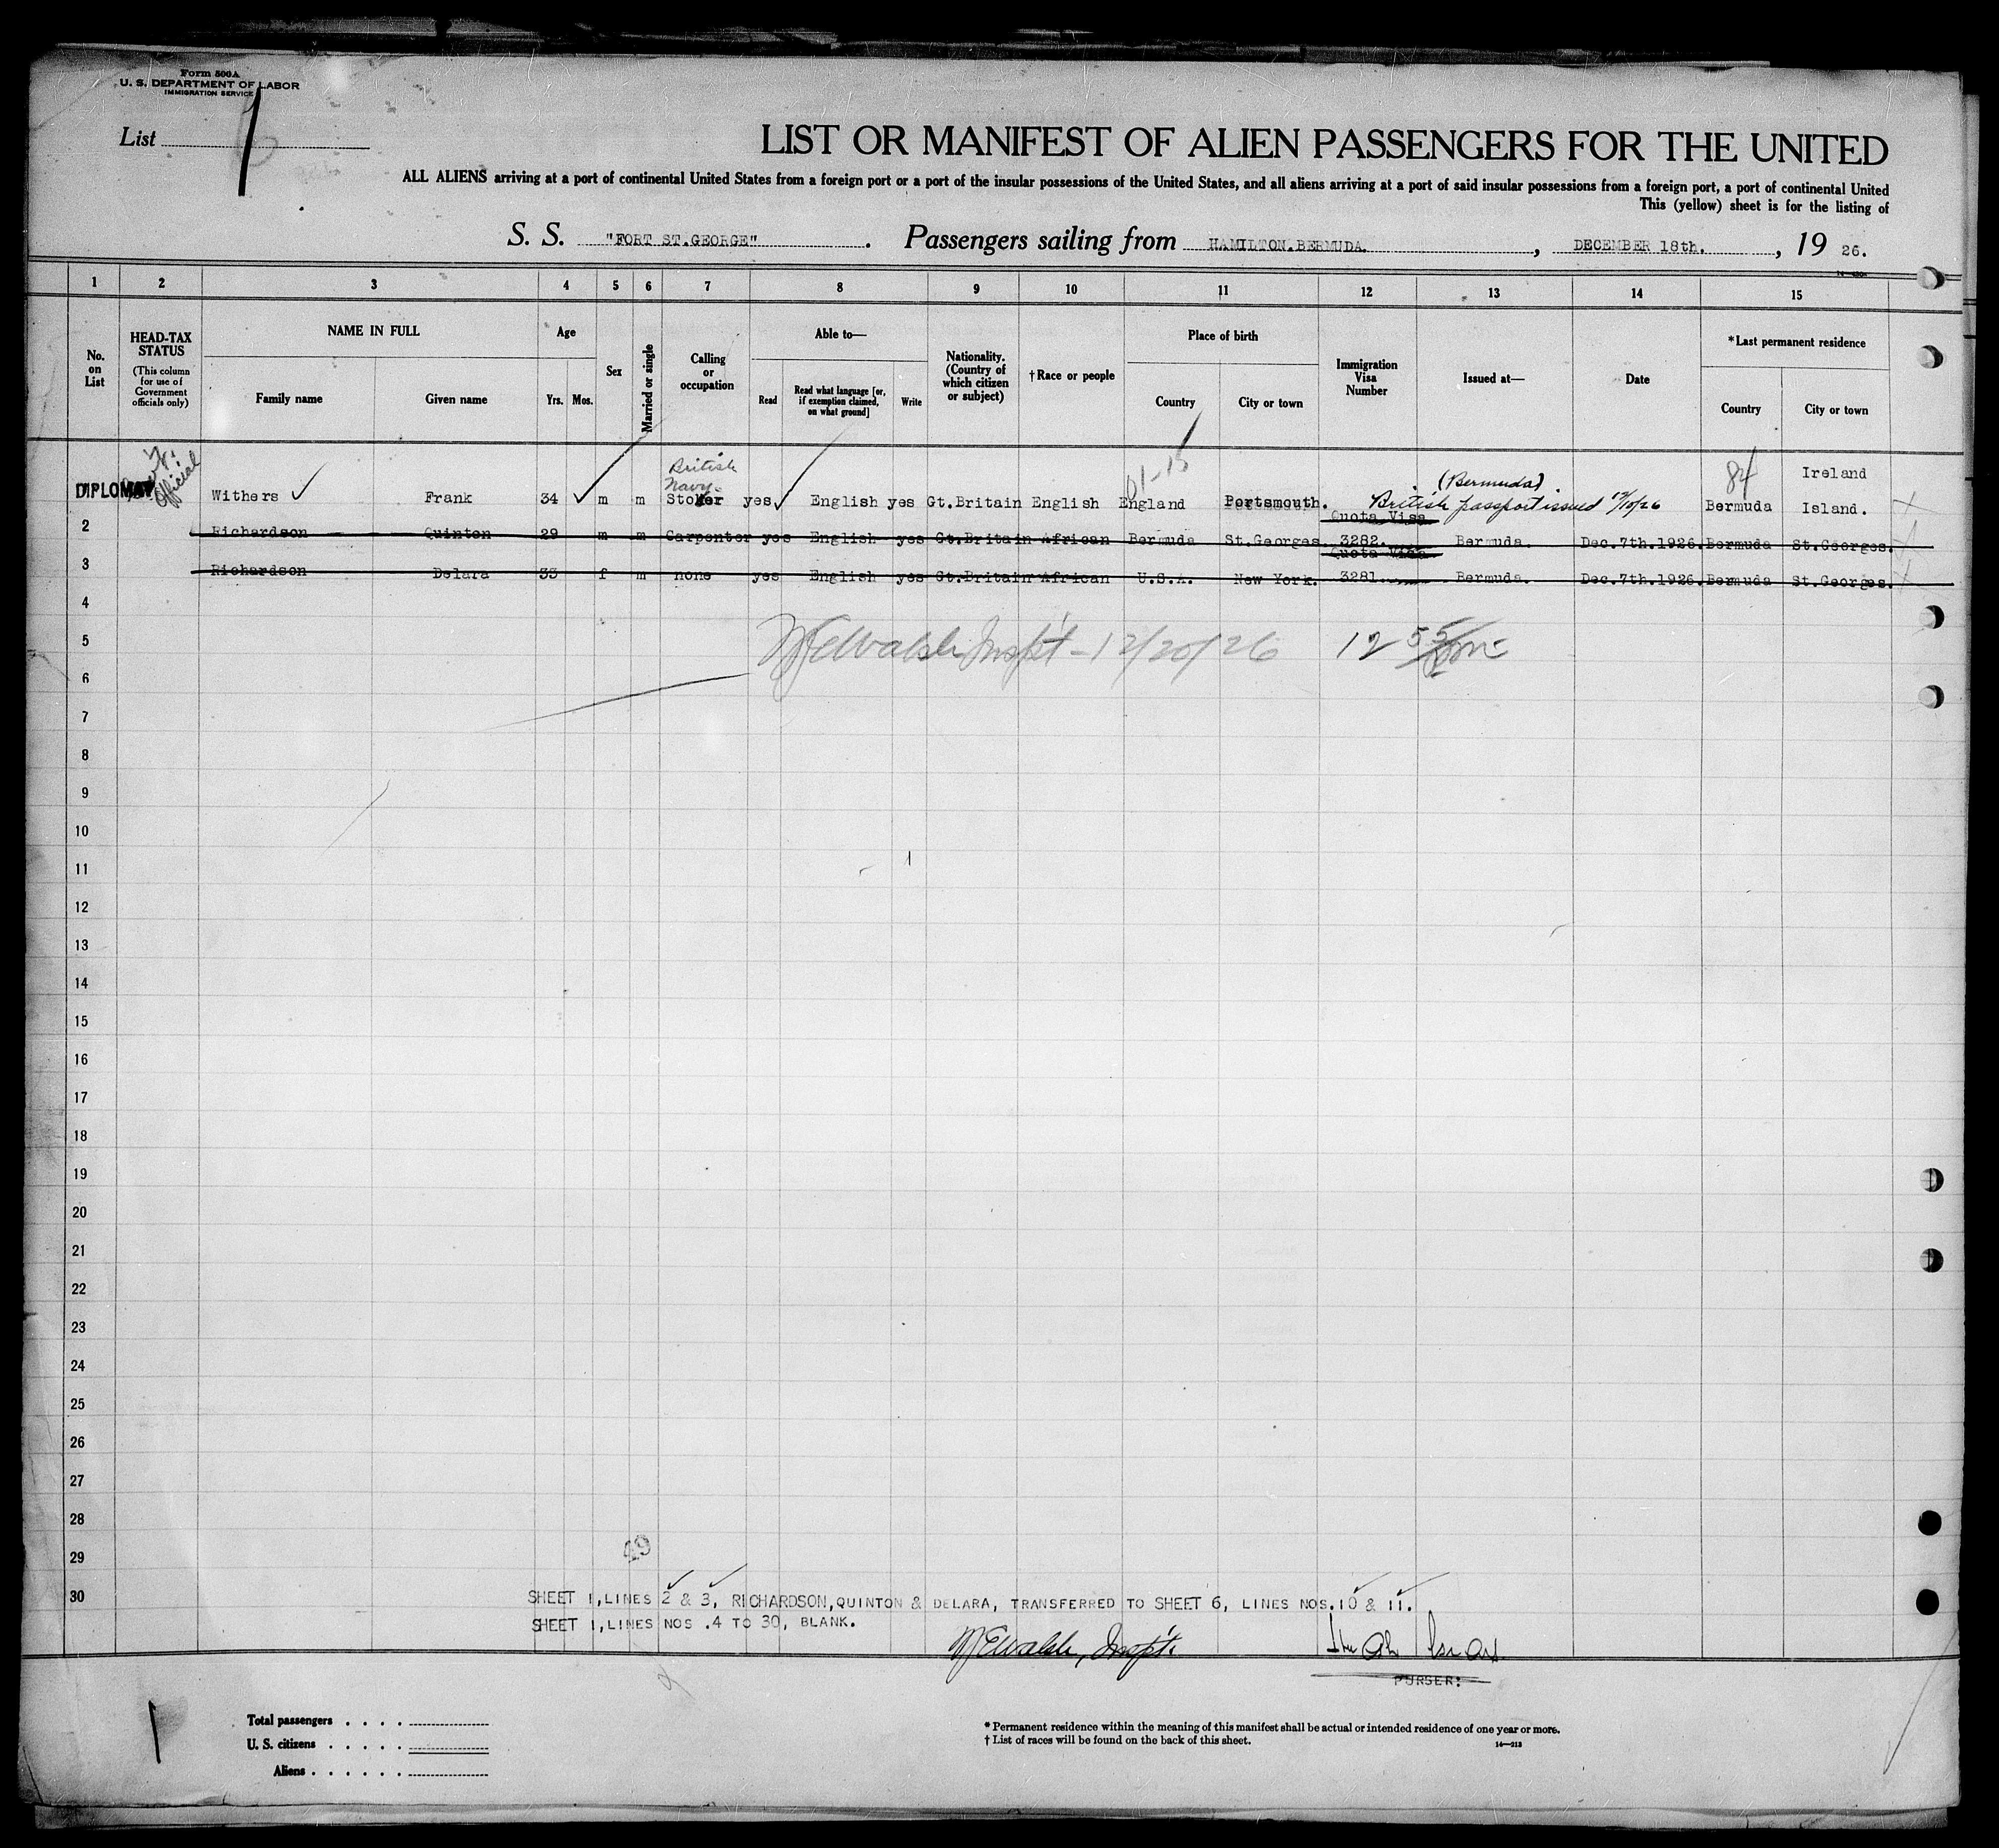 Form 500A
U. S. DEPARTMENT OF LABOR
IMMIGRATION SERVICE
List 1
LIST OR MANIFEST OF ALIEN PASSENGERS FOR THE UNITED
ALL ALIENS arriving at a port of continental United States from a foreign port or a port of the insular possessions of the United States, and all aliens arriving at a port of said insular possessions from a foreign port, a port of continental United
This (yellow) sheet is for the listing of
S. S. "FORT ST.GEORGE" . Passengers sailing from HAMILTON.BERMUDA. , DECEMBER 18th. , 19 26.
1 2 3 4 5 6 7 8 9 10 11 12 13 14 15
No. on List
HEAD-TAX STATUS
(This column for use of Government officials only)
NAME IN FULL
Family name
Given name
Age
Yrs. Mos.
Sex
Married or single
Calling or occupation
Able to—
Read
Read what language [or, if exemption claimed, on what ground]
Write
Nationality. (Country of which citizen or subject)
†Race or people
Place of birth
Country
City or town
Immigration Visa Number
Issued at—
Date
*Last permanent residence
Country
City or town
British Navy (Bermuda) 84 Ireland
DIPLOMAT official Withers Frank 34 m m Stoker yes English yes Gt.Britain English England Portsmouth. British passport issued 12/10/26 Bermuda Island.
Quota Visa
2 Richardson Quinton 29 m m Carpenter yes English yes Gt.Britain African Bermuda St.Georges. 3282. Bermuda. Dec.7th.1926. Bermuda St.Georges.
Quota Visa
3 Richardson Delara 33 f m none yes English yes Gt.Britain African U.S.A. New York. 3281 Bermuda. Dec.7th.1926. Bermuda St.Georges.
4
5 Walsh Inspt - 12/20/26 12 55
6
7
8
9
10
11
12
13
14
15
16
17
18
19
20
21
22
23
24
25
26
27
28
29
49
30 SHEET 1,LINES 2 & 3, RICHARDSON,QUINTON & DELARA, TRANSFERRED TO SHEET 6, LINES NOS.10 & 11.
SHEET 1,LINES NOS .4 TO 30, BLANK.
Walsh, Inspt.
PURSER:
Total passengers . . . .
U. S. citizens . . . . .
Aliens . . . . . .
* Permanent residence within the meaning of this manifest shall be actual or intended residence of one year or more.
† List of races will be found on the back of this sheet.
14—213